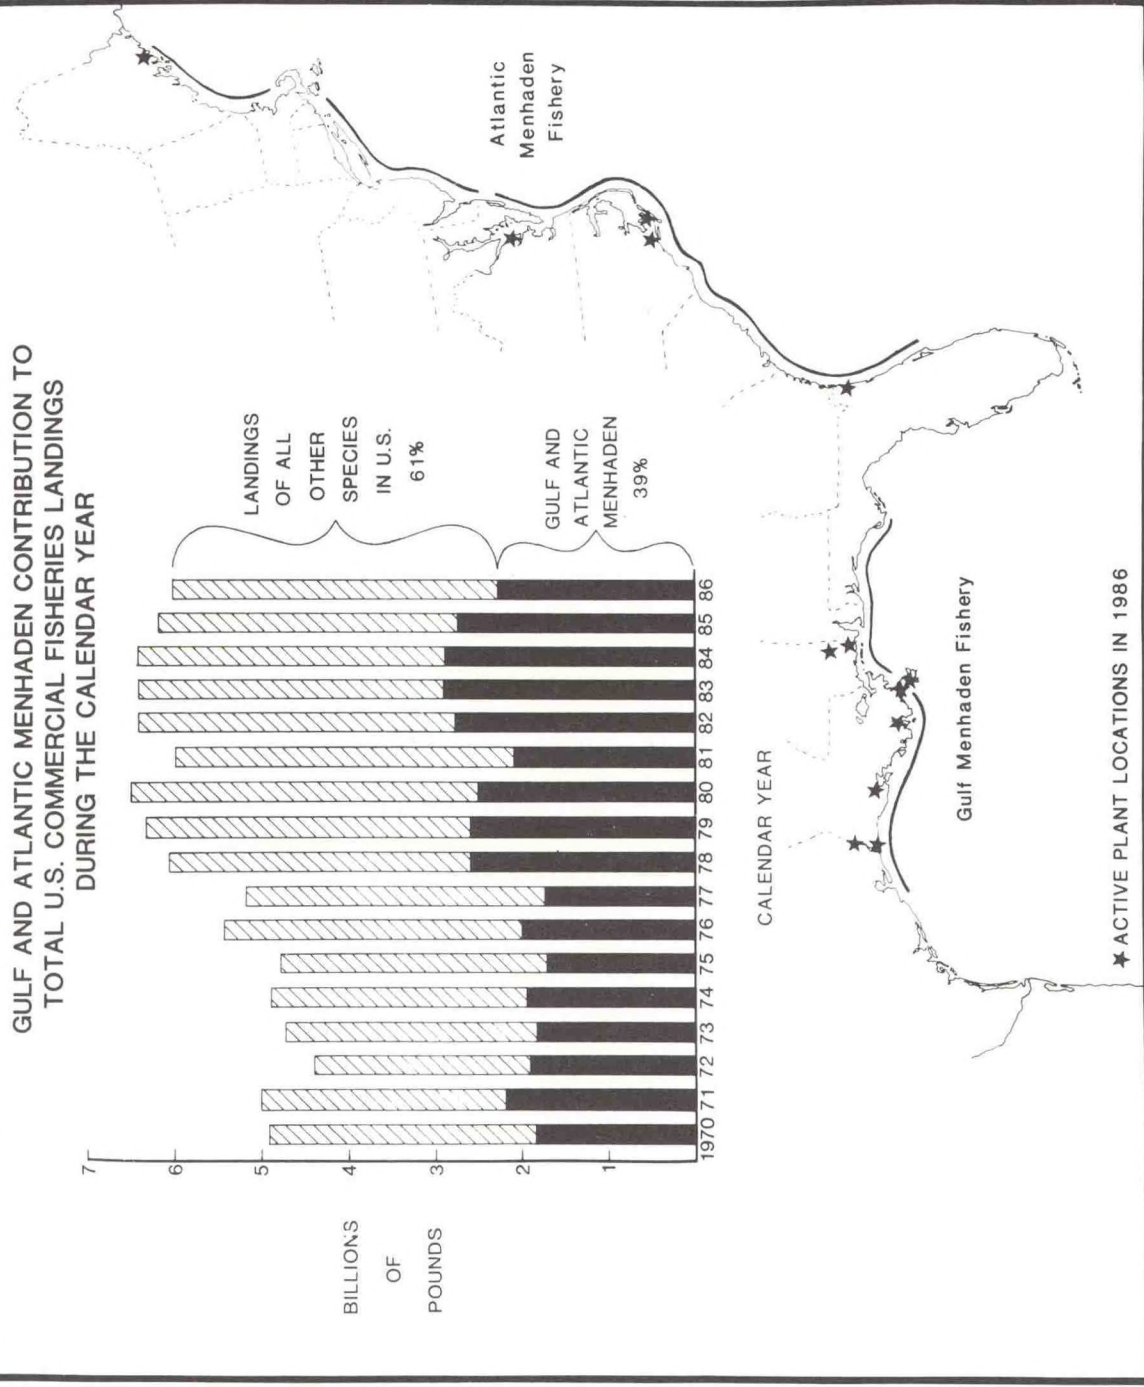 GULF AND ATLANTIC MENHADEN CONTRIBUTION TO
TOTAL U.S. COMMERCIAL FISHERIES LANDINGS
DURING THE CALENDAR YEAR
BILLIONS
OF
POUNDS
7
6
5
4
3
2
1
1970 71 72 73 74 75 76 77 78 79 80 81 82 83 84 85 86
CALENDAR YEAR
LANDINGS
OF ALL
OTHER
SPECIES
IN U.S.
61%
GULF AND
ATLANTIC
MENHADEN
39%
Atlantic
Menhaden
Fishery
Gulf Menhaden Fishery
★ ACTIVE PLANT LOCATIONS IN 1986